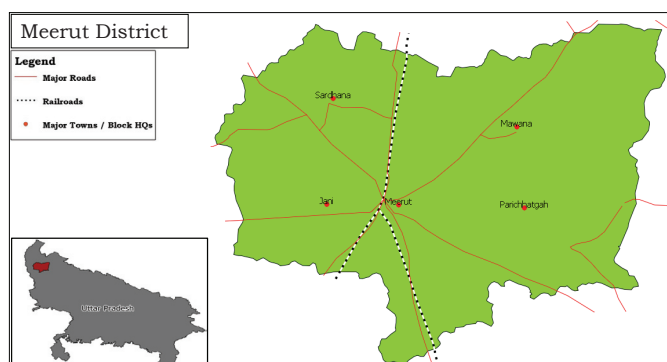 Meerut District
Legend
Major Roads
Railroads
Major Towns / Block HQs
Sardhana
Mawana
Jani
Meerut
Parichhatgah
Uttar Pradesh